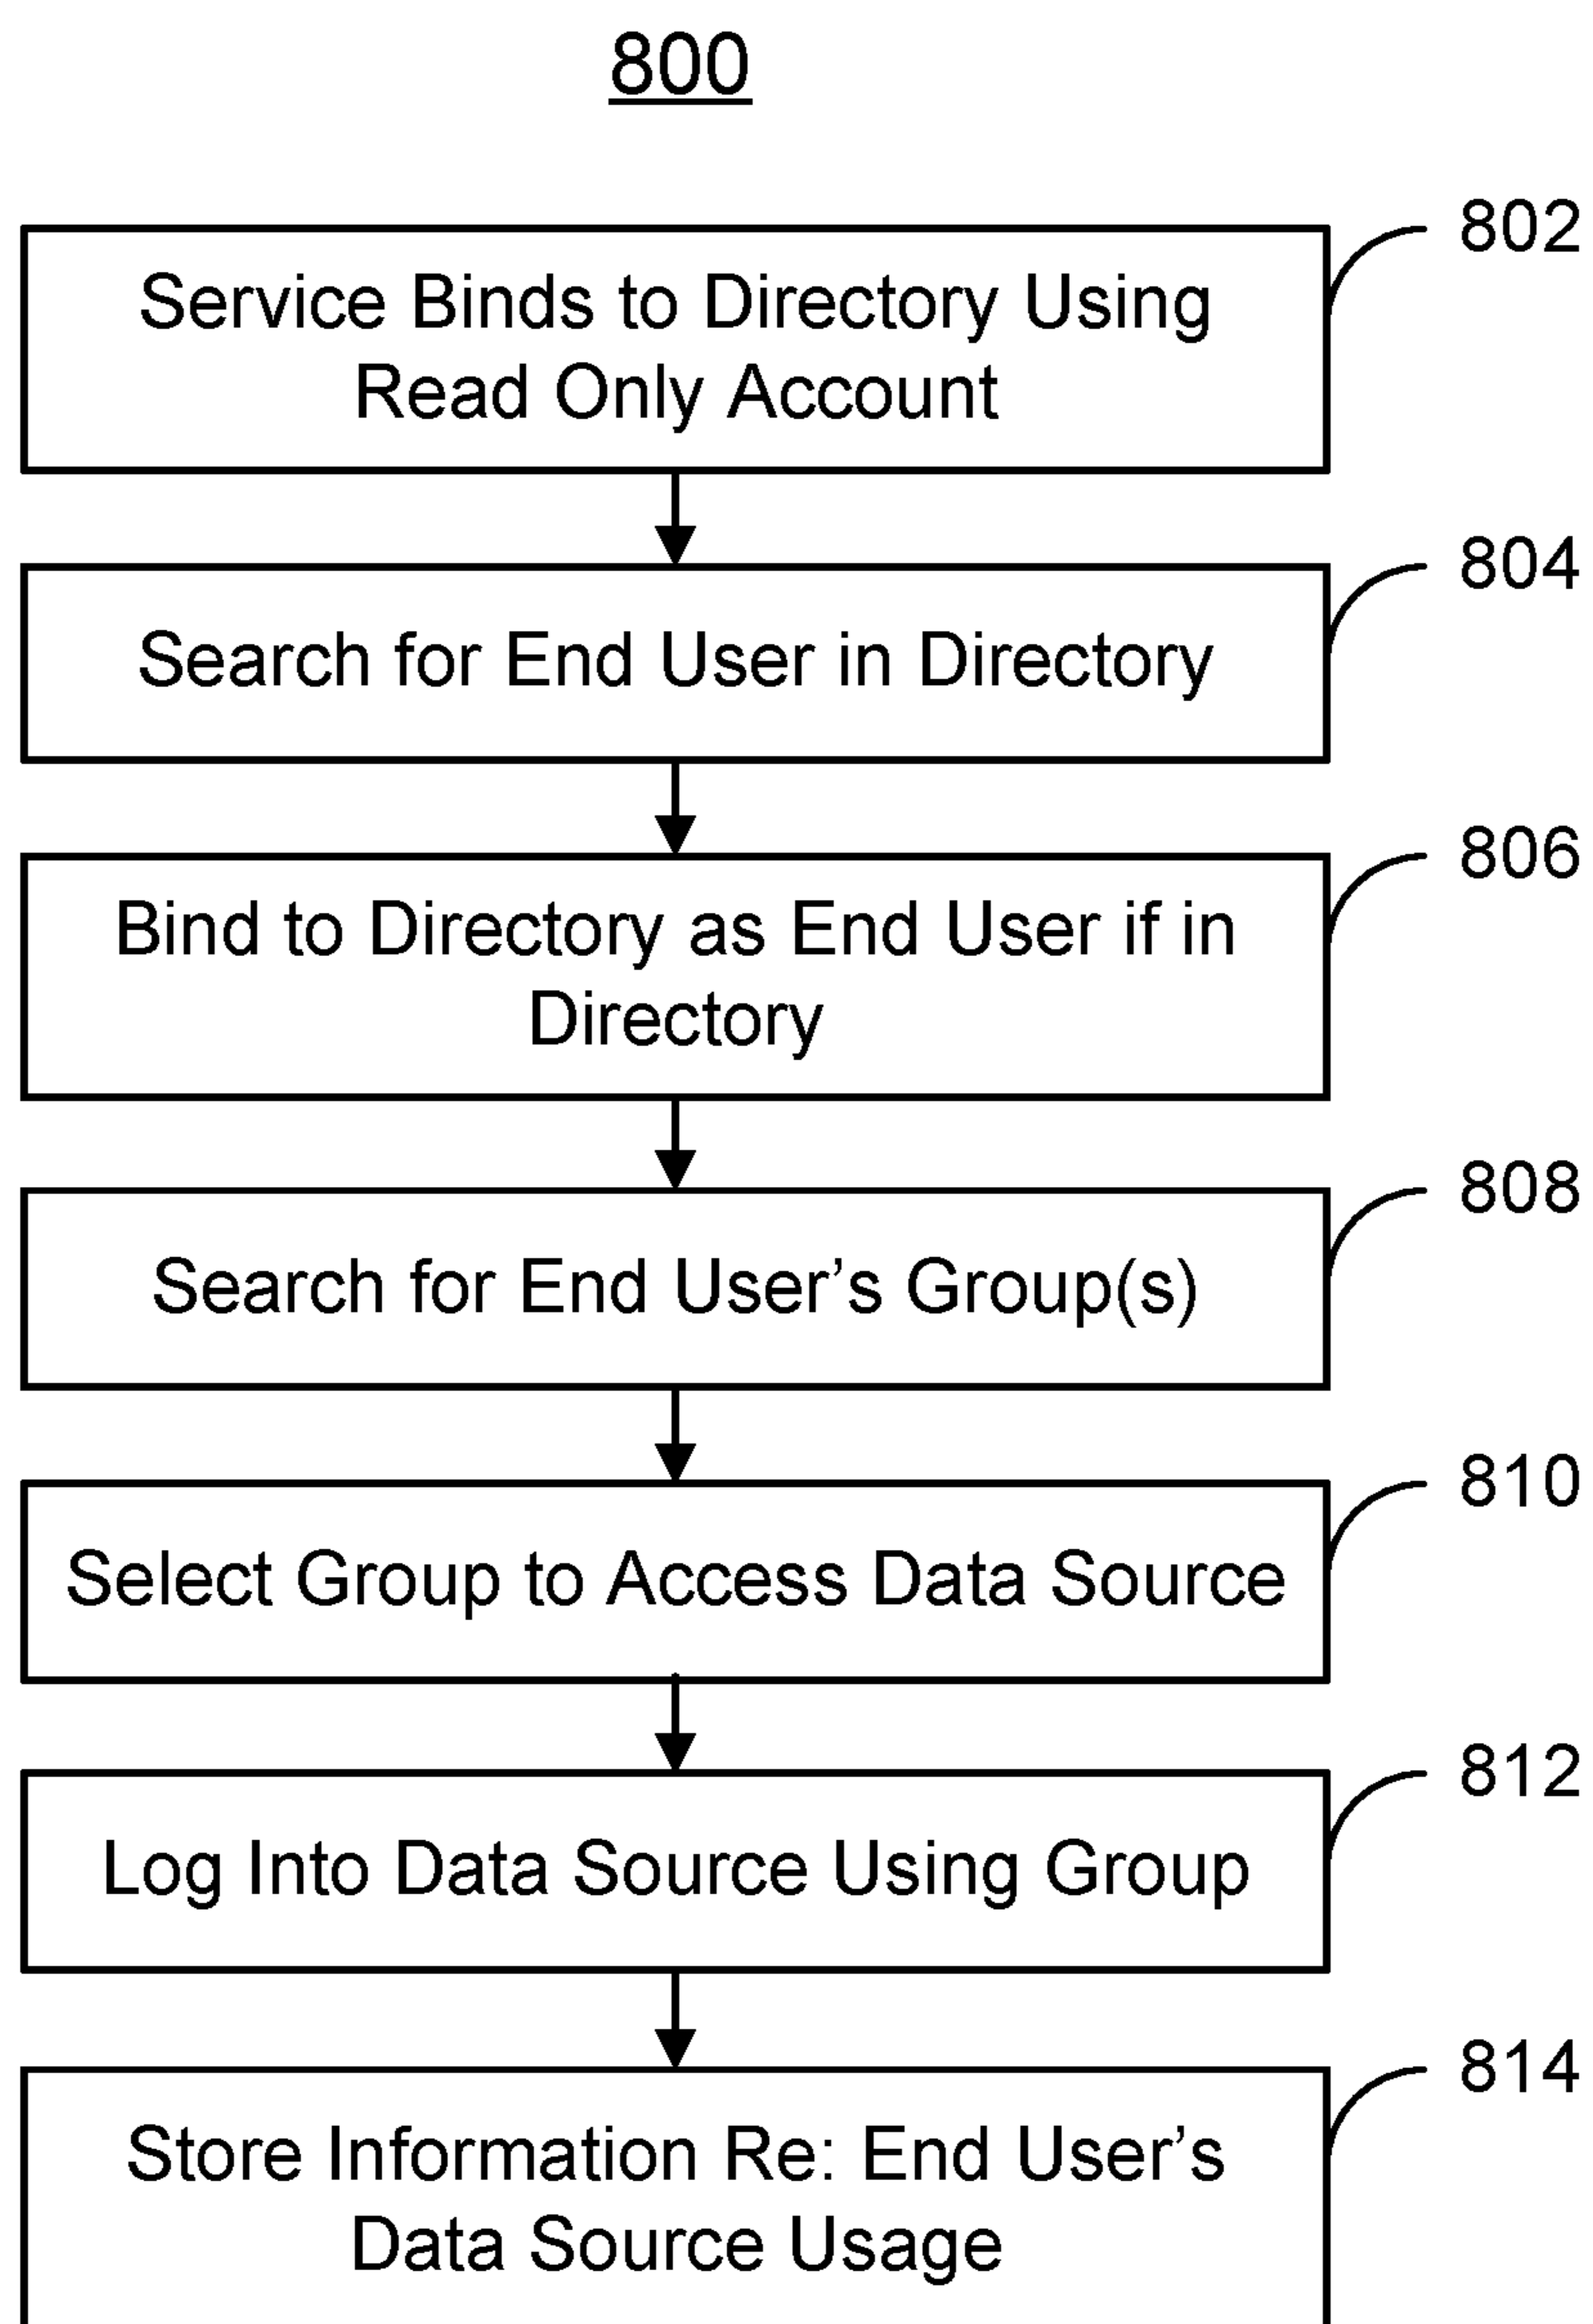 800
802
Service Binds to Directory Using
Read Only Account
804
Search for End User in Directory
806
Bind to Directory as End User if in
Directory
808
Search for End User’s Group(s)
810
Select Group to Access Data Source
812
Log Into Data Source Using Group
814
Store Information Re: End User’s
Data Source Usage